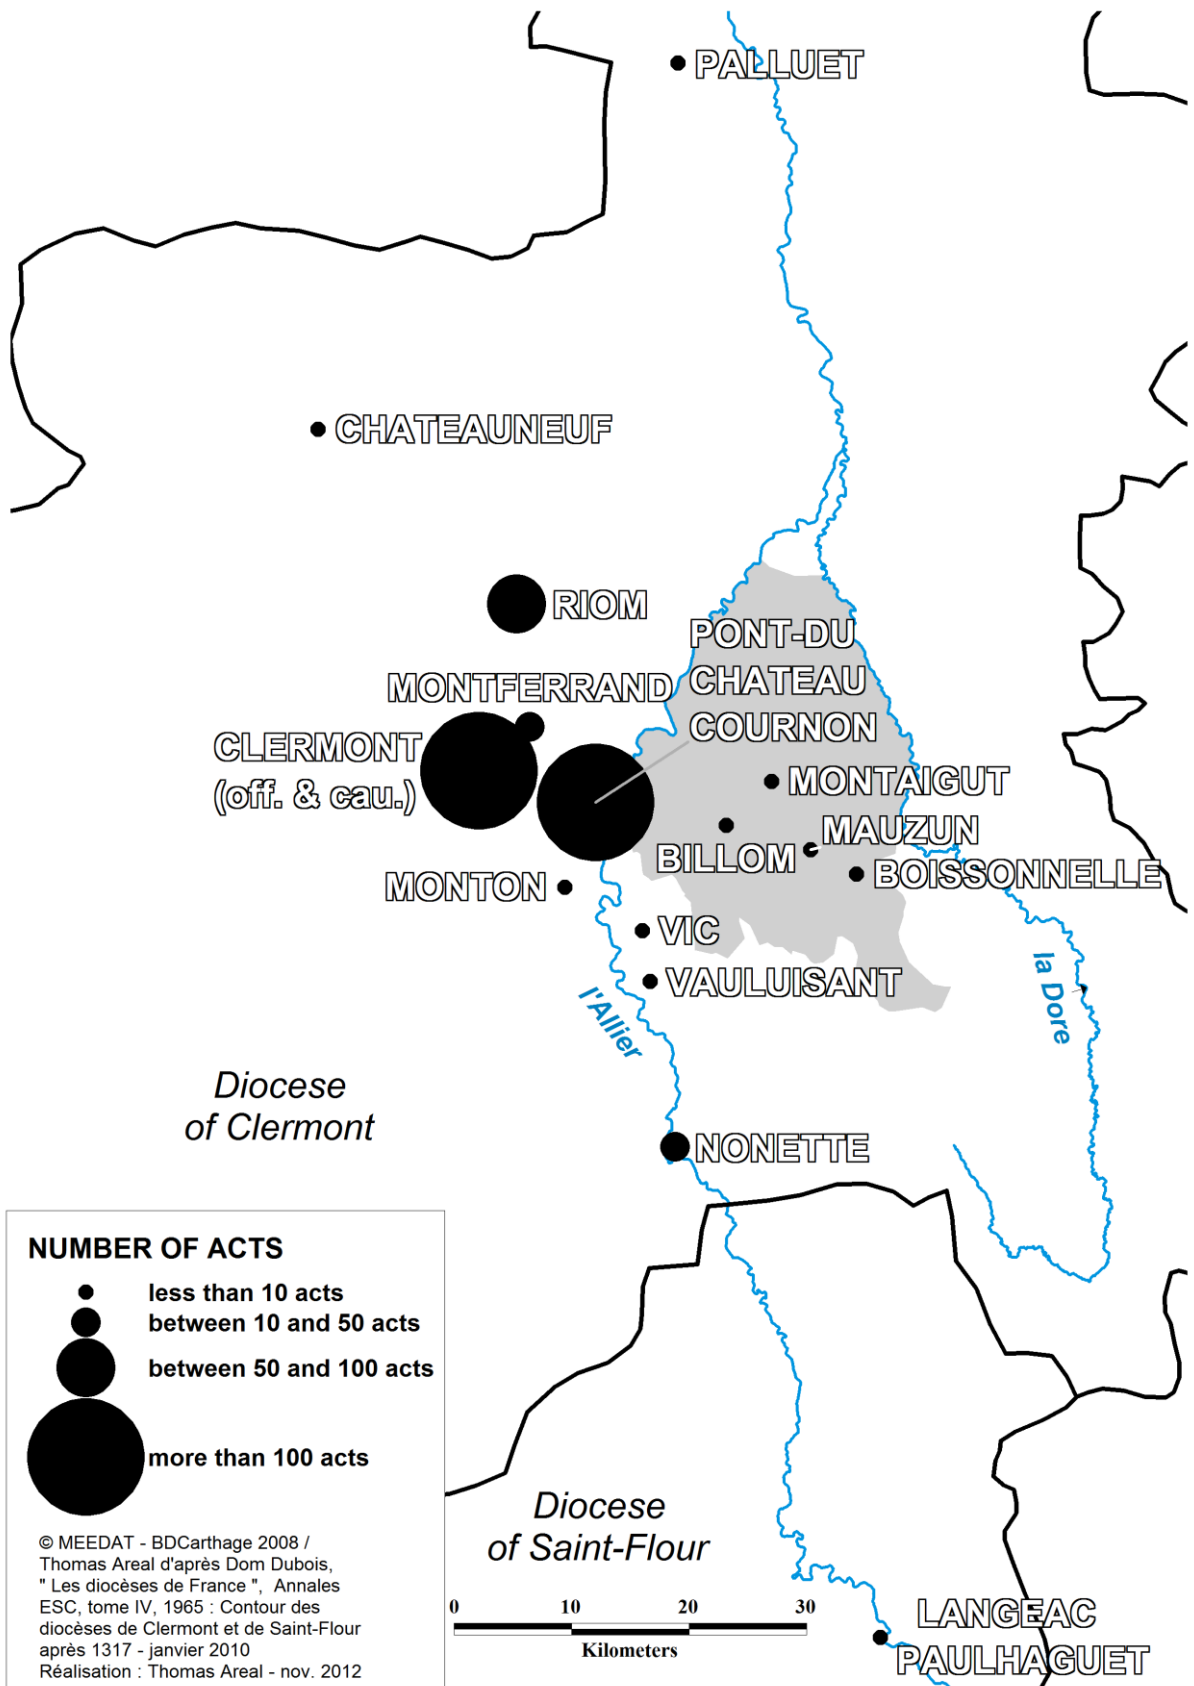 PALLUET
CHATEAUNEUF
RIOM
PONT-DU
CHATEAU
COURNON
MONTFERRAND
CLERMONT
(off. & cau.)
MONTAIGUT
MAUZUN
BILLOM
BOISSONNELLE
MONTON
VIC
VAULUISANT
l'Allier
la Dore
Diocese
of Clermont
NONETTE
NUMBER OF ACTS
less than 10 acts
between 10 and 50 acts
between 50 and 100 acts
more than 100 acts
© MEEDAT - BDCarthage 2008 /
Thomas Areal d'après Dom Dubois,
" Les diocèses de France ", Annales
ESC, tome IV, 1965 : Contour des
diocèses de Clermont et de Saint-Flour
après 1317 - janvier 2010
Réalisation : Thomas Areal - nov. 2012
Diocese
of Saint-Flour
0 10 20 30
Kilometers
LANGEAC
PAULHAGUET